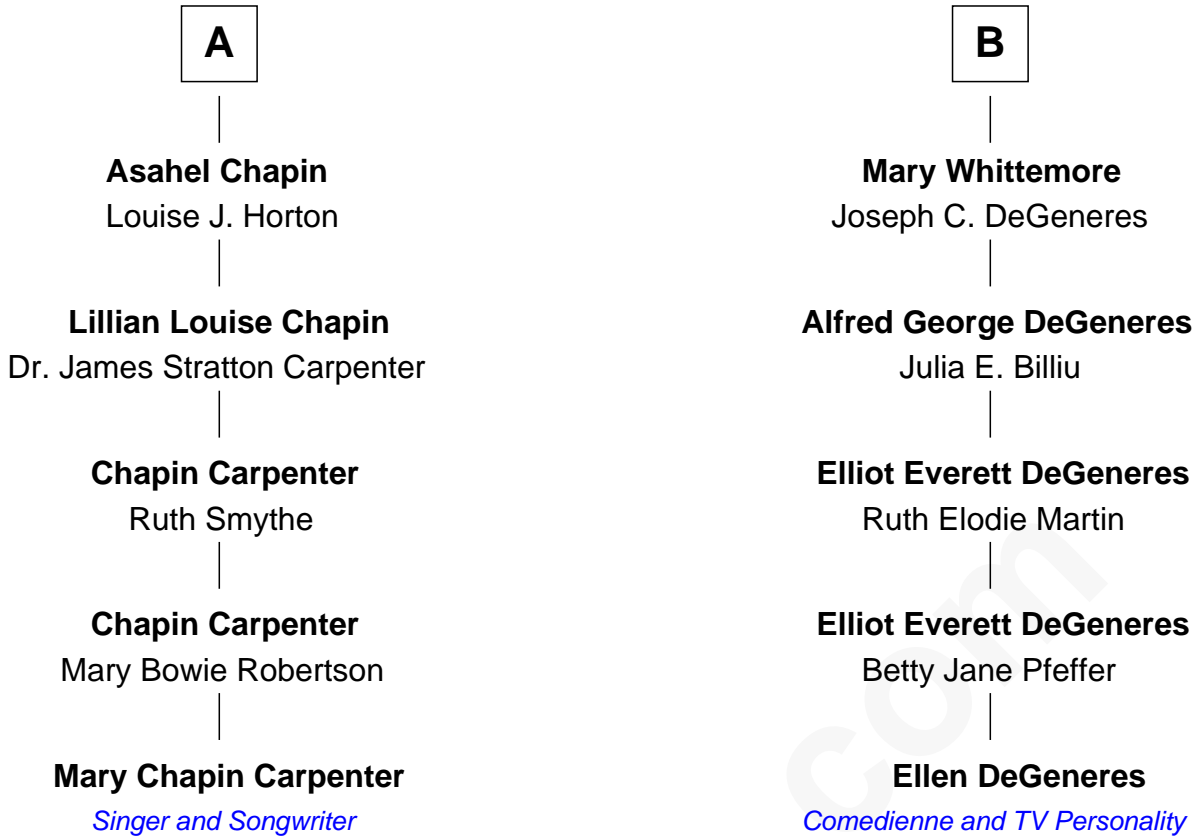 A
Asahel Chapin
Louise J. Horton
Lillian Louise Chapin
Dr. James Stratton Carpenter
Chapin Carpenter
Ruth Smythe
Chapin Carpenter
Mary Bowie Robertson
Mary Chapin Carpenter
Singer and Songwriter
B
Mary Whittemore
Joseph C. DeGeneres
Alfred George DeGeneres
Julia E. Billiu
Elliot Everett DeGeneres
Ruth Elodie Martin
Elliot Everett DeGeneres
Betty Jane Pfeffer
Ellen DeGeneres
Comedienne and TV Personality
com